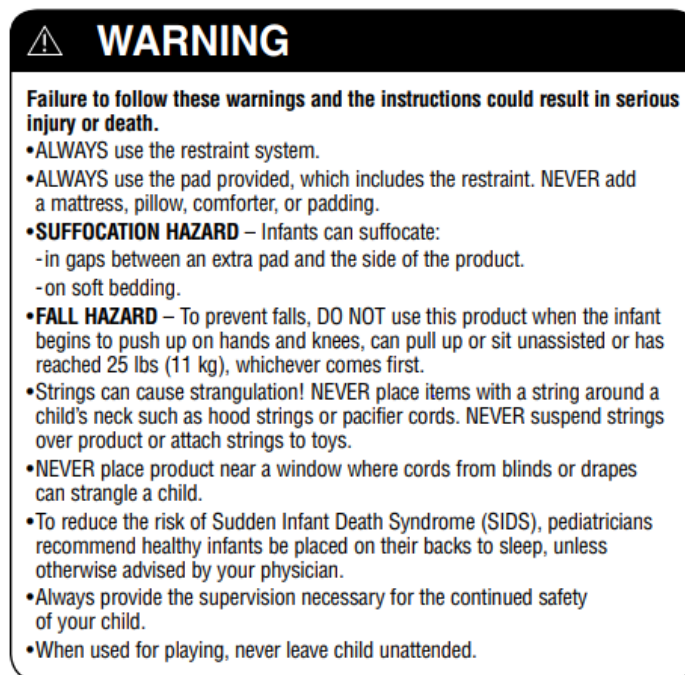 ⚠ WARNING
Failure to follow these warnings and the instructions could result in serious
injury or death.
•ALWAYS use the restraint system.
•ALWAYS use the pad provided, which includes the restraint. NEVER add
a mattress, pillow, comforter, or padding.
•SUFFOCATION HAZARD – Infants can suffocate:
-in gaps between an extra pad and the side of the product.
-on soft bedding.
•FALL HAZARD – To prevent falls, DO NOT use this product when the infant
begins to push up on hands and knees, can pull up or sit unassisted or has
reached 25 lbs (11 kg), whichever comes first.
•Strings can cause strangulation! NEVER place items with a string around a
child's neck such as hood strings or pacifier cords. NEVER suspend strings
over product or attach strings to toys.
•NEVER place product near a window where cords from blinds or drapes
can strangle a child.
•To reduce the risk of Sudden Infant Death Syndrome (SIDS), pediatricians
recommend healthy infants be placed on their backs to sleep, unless
otherwise advised by your physician.
•Always provide the supervision necessary for the continued safety
of your child.
•When used for playing, never leave child unattended.